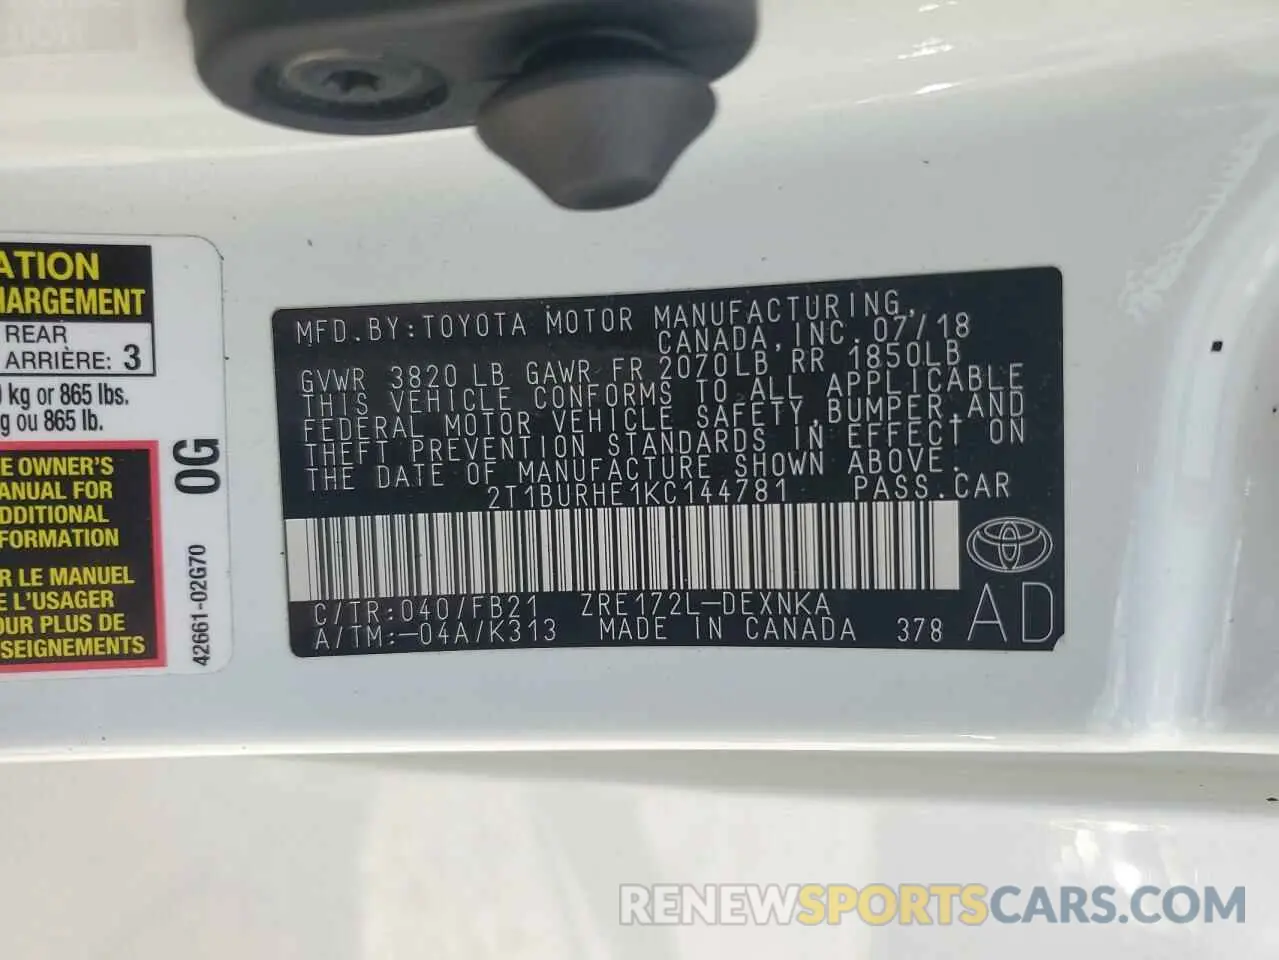 ATION
HARGEMENT
REAR
ARRIÈRE: 3
kg or 865 lbs.
g ou 865 lb.
E OWNER'S
ANUAL FOR
DDITIONAL
FORMATION
R LE MANUEL
E L'USAGER
OUR PLUS DE
SEIGNEMENTS
0G
42661-02G70
MFD.BY:TOYOTA MOTOR MANUFACTURING,
CANADA,INC. 07/18
GVWR 3820 LB GAWR FR 2070LB RR 1850LB
THIS VEHICLE CONFORMS TO ALL APPLICABLE
FEDERAL MOTOR VEHICLE SAFETY,BUMPER,AND
THEFT PREVENTION STANDARDS IN EFFECT ON
THE DATE OF MANUFACTURE SHOWN ABOVE.
2T1BURHE1KC144781 PASS.CAR
C/TR:040/FB21 ZRE172L-DEXNKA
A/TM:-04A/K313 MADE IN CANADA 378
AD
RENEWSPORTSCARS.COM